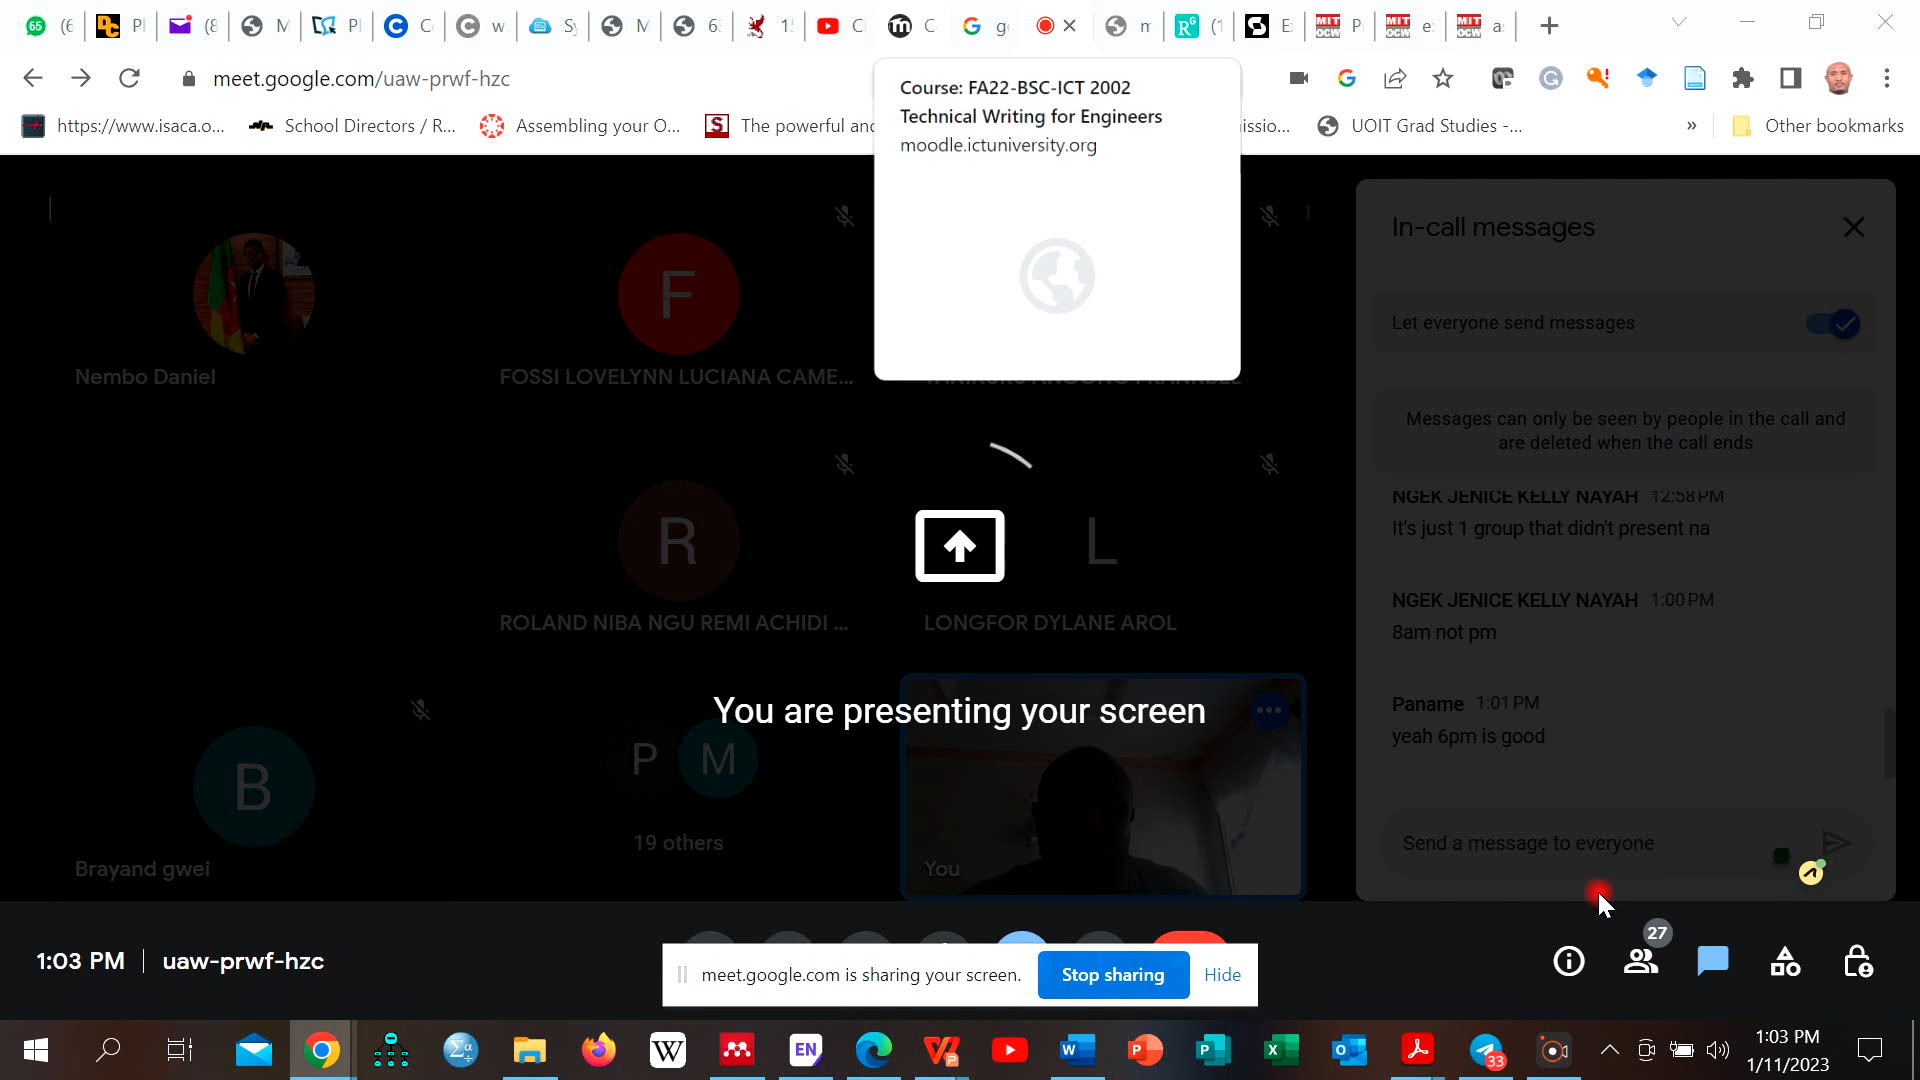 meet.google.com/uaw-prwf-hzc
Course: FA22-BSC-ICT 2002
Technical Writing for Engineers
moodle.ictuniversity.org
https://www.isaca.o...
School Directors / R...
Assembling your O...
The powerful and
issio...
UOIT Grad Studies -...
»
Other bookmarks
Nembo Daniel
F
FOSSI LOVELYNN LUCIANA CAME...
R
ROLAND NIBA NGU REMI ACHIDI ...
L
LONGFOR DYLANE AROL
B
Brayand gwei
P M
19 others
You are presenting your screen
You
In-call messages
Let everyone send messages
Messages can only be seen by people in the call and
are deleted when the call ends
NGEK JENICE KELLY NAYAH 12:58 PM
It's just 1 group that didn't present na
NGEK JENICE KELLY NAYAH 1:00 PM
8am not pm
Paname 1:01 PM
yeah 6pm is good
Send a message to everyone
1:03 PM
uaw-prwf-hzc
meet.google.com is sharing your screen.
Stop sharing
Hide
27
EN
33
1:03 PM
1/11/2023